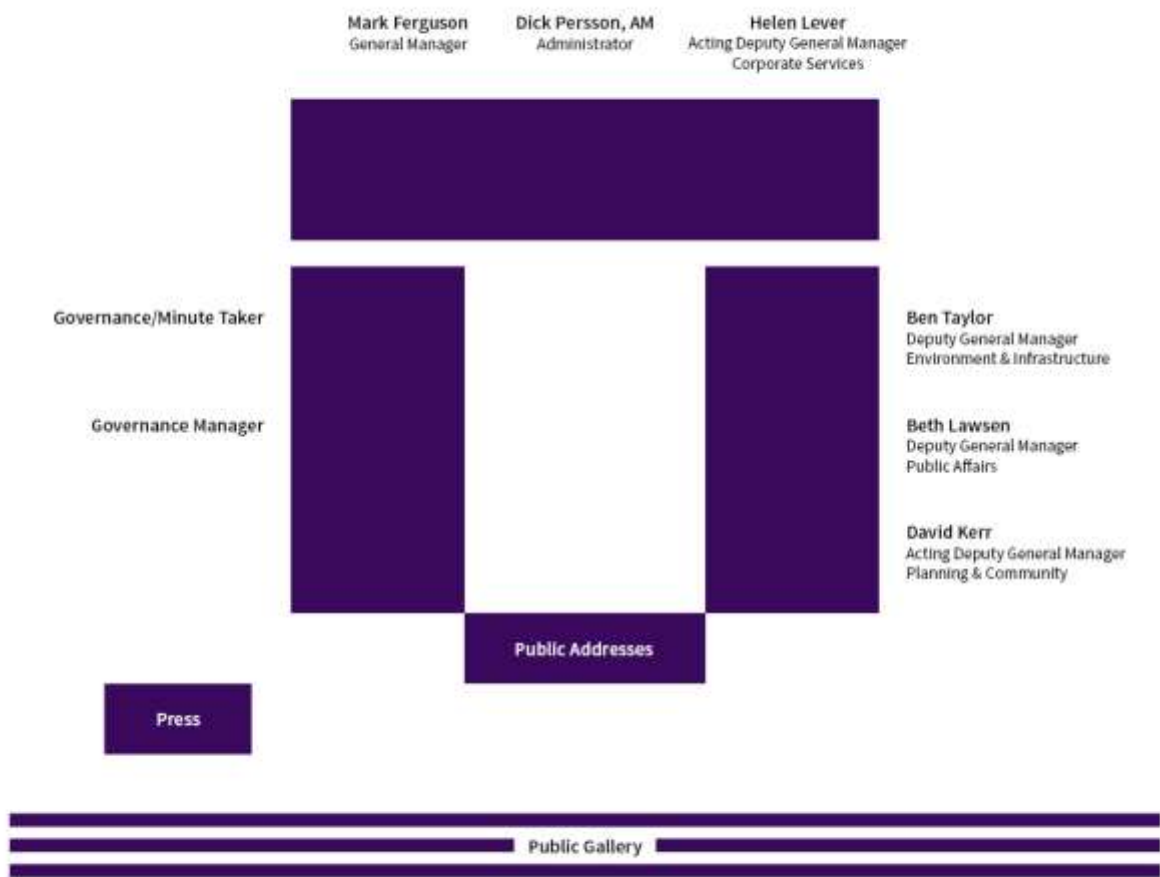 Mark Ferguson
General Manager
Dick Persson, AM
Administrator
Helen Lever
Acting Deputy General Manager
Corporate Services
Governance/Minute Taker
Governance Manager
Ben Taylor
Deputy General Manager
Environment & Infrastructure
Beth Lawsen
Deputy General Manager
Public Affairs
David Kerr
Acting Deputy General Manager
Planning & Community
Public Addresses
Press
Public Gallery